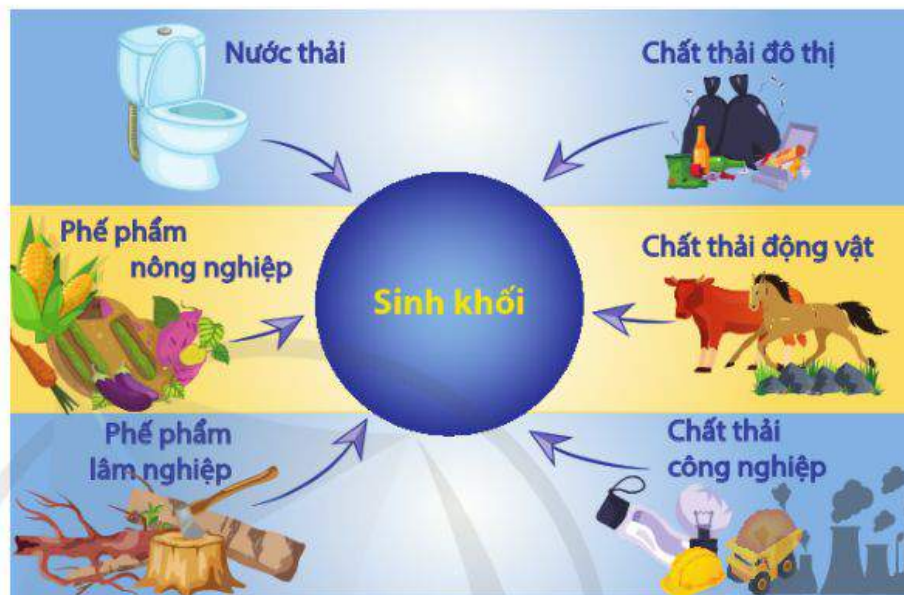 Nước thải
Chất thải đô thị
Phế phẩm
nông nghiệp
Chất thải động vật
Sinh khối
Phế phẩm
lâm nghiệp
Chất thải
công nghiệp